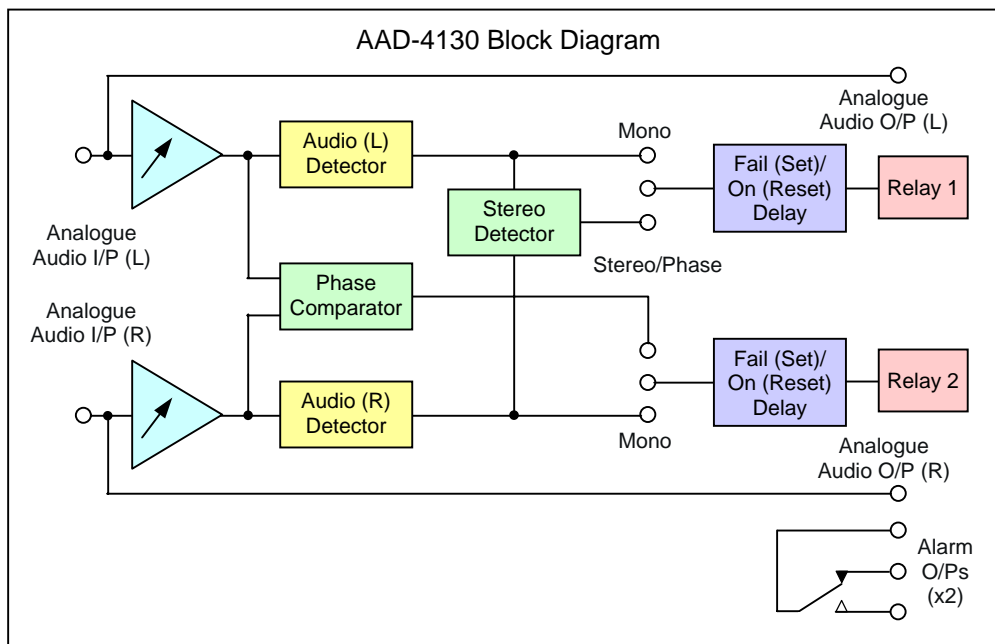 AAD-4130 Block Diagram
Analogue
Audio O/P (L)
Mono
Audio (L)
Detector
Fail (Set)/
On (Reset)
Delay
Relay 1
Stereo
Detector
Analogue
Audio I/P (L)
Stereo/Phase
Phase
Comparator
Analogue
Audio I/P (R)
Fail (Set)/
On (Reset)
Delay
Relay 2
Audio (R)
Detector
Mono
Analogue
Audio O/P (R)
Alarm
O/Ps
(x2)